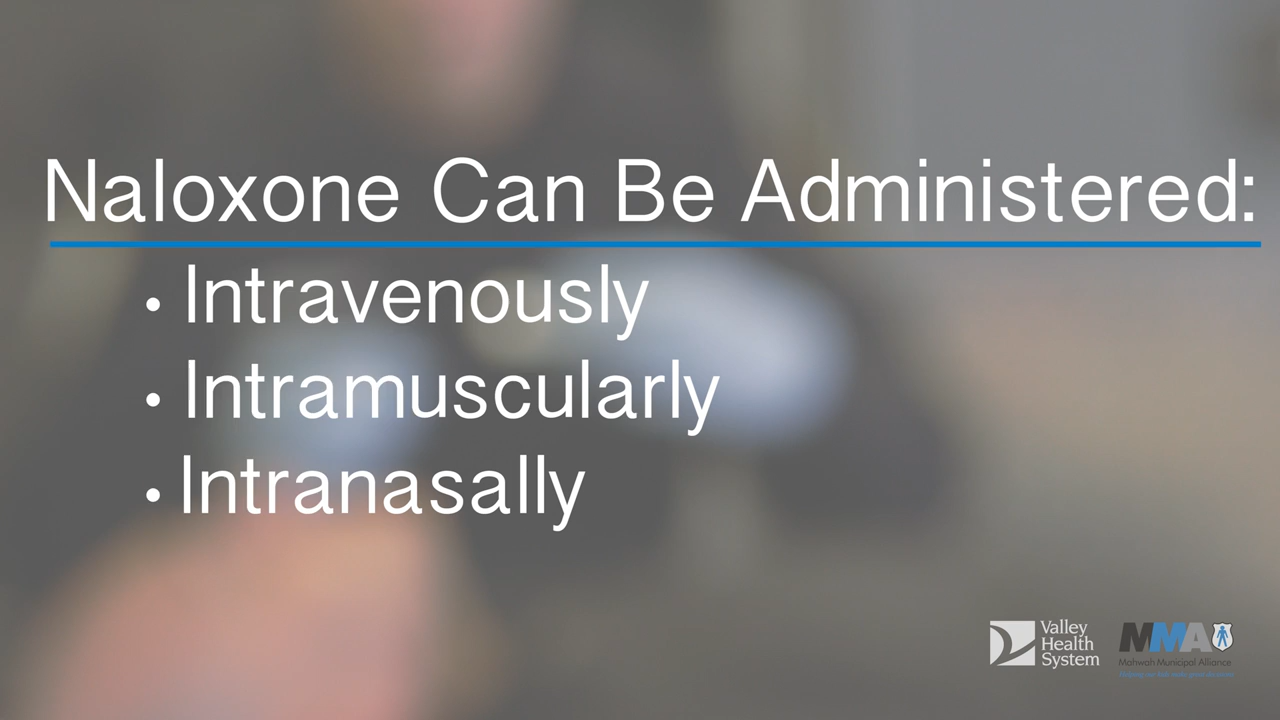 Naloxone Can Be Administered:
• Intravenously
• Intramuscularly
• Intranasally
Valley
Health
System
MMA
Mahwah Municipal Alliance